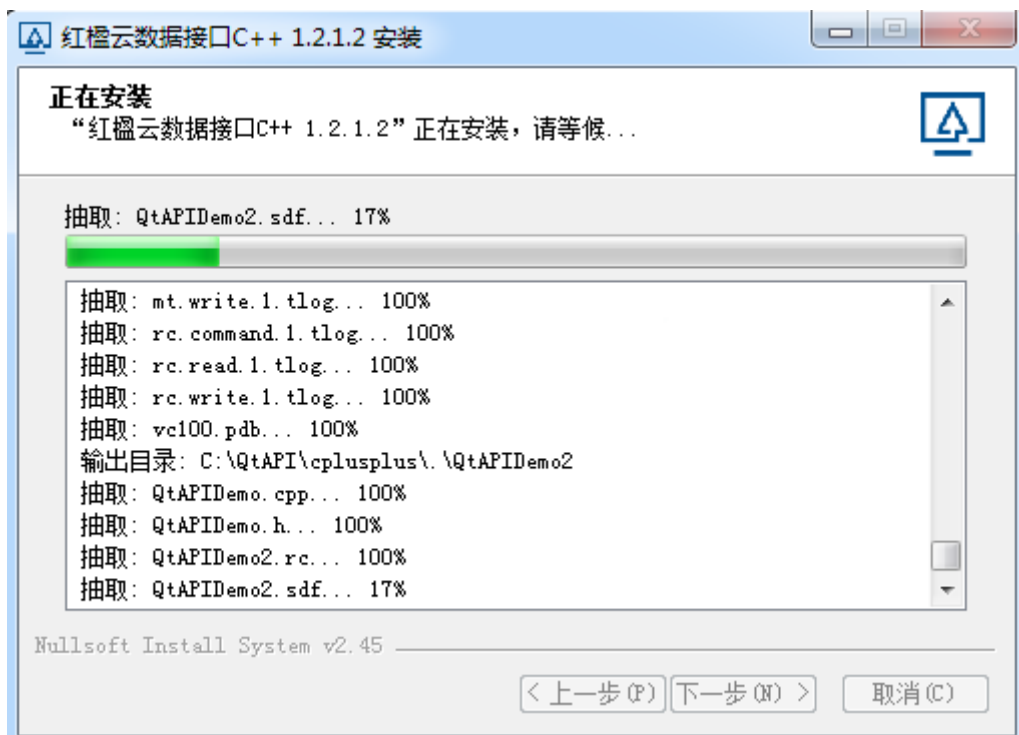 红楹云数据接口C++ 1.2.1.2 安装
正在安装
“红楹云数据接口C++ 1.2.1.2”正在安装，请等候...
抽取: QtAPIDemo2.sdf... 17%
抽取: mt.write.1.tlog... 100%
抽取: rc.command.1.tlog... 100%
抽取: rc.read.1.tlog... 100%
抽取: rc.write.1.tlog... 100%
抽取: vc100.pdb... 100%
输出目录: C:\QtAPI\cplusplus\.\QtAPIDemo2
抽取: QtAPIDemo.cpp... 100%
抽取: QtAPIDemo.h... 100%
抽取: QtAPIDemo2.rc... 100%
抽取: QtAPIDemo2.sdf... 17%
Nullsoft Install System v2.45
< 上一步(P) 下一步(N) > 取消(C)